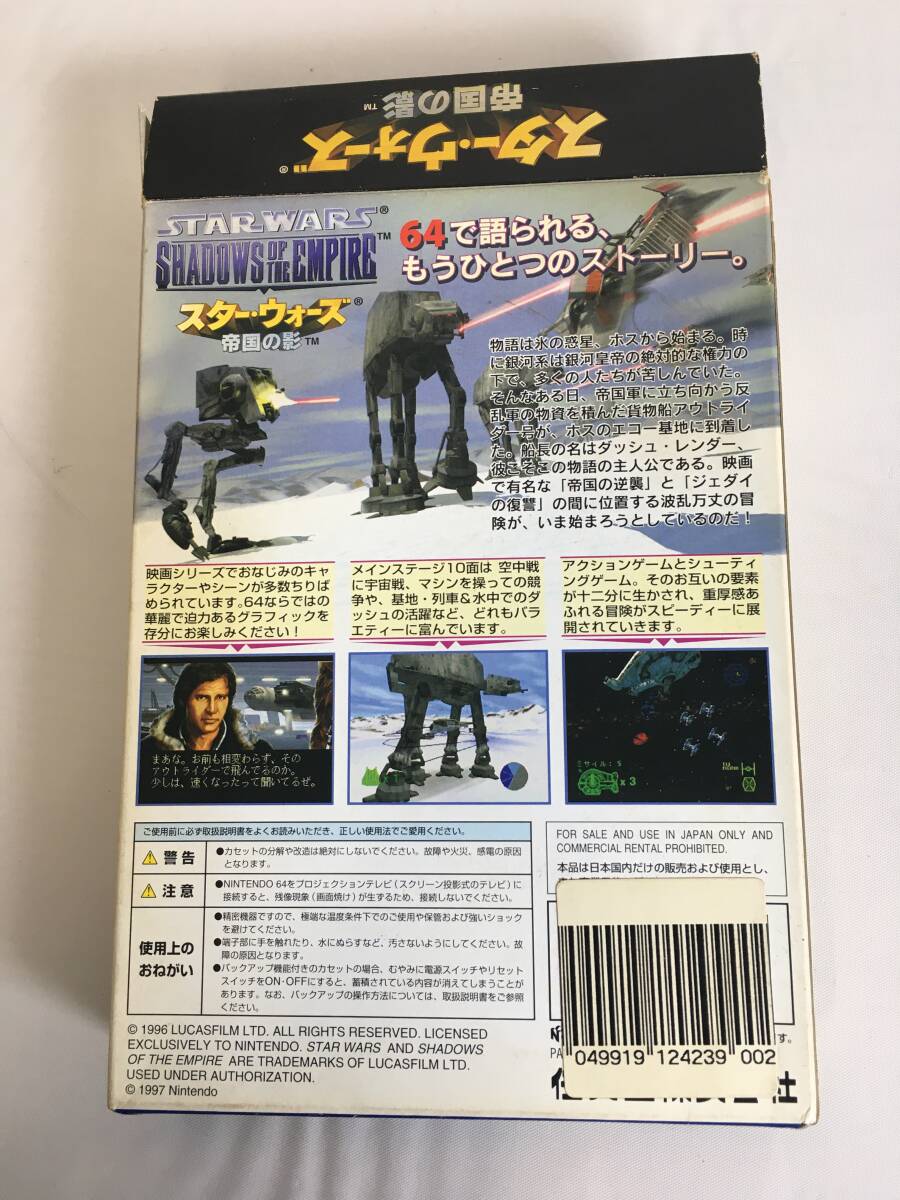 スター・ウォーズ®
帝国の影™
STAR WARS®
SHADOWS OF THE EMPIRE™
スター・ウォーズ®
帝国の影™
64で語られる、
もうひとつのストーリー。
物語は氷の惑星、ホスから始まる。時
に銀河系は銀河皇帝の絶対的な権力の
下で、多くの人たちが苦しんでいた。
そんなある日、帝国軍に立ち向かう反
乱軍の物資を積んだ貨物船アウトライ
ダー号が、ホスのエコー基地に到着し
た。船長の名はダッシュ・レンダー、
彼こそこの物語の主人公である。映画
で有名な「帝国の逆襲」と「ジェダイ
の復讐」の間に位置する波乱万丈の冒
険が、いま始まろうとしているのだ！
映画シリーズでおなじみのキャ
ラクターやシーンが多数ちりば
められています。64ならではの
華麗で迫力あるグラフィックを
存分にお楽しみください！
メインステージ10面は 空中戦
に宇宙戦、マシンを操っての競
争や、基地・列車&水中でのダ
ッシュの活躍など、どれもバラ
エティーに富んでいます。
アクションゲームとシューティ
ングゲーム。そのお互いの要素
が十二分に生かされ、重厚感あ
ふれる冒険がスピーディーに展
開されていきます。
まあな。お前も相変わらず、その
アウトライダーで飛んでるのか。
少しは、速くなったって聞いてるぜ。
ミサイル：5
x 3
ご使用前に必ず取扱説明書をよくお読みいただき、正しい使用法でご愛用ください。
警告
●カセットの分解や改造は絶対にしないでください。故障や火災、感電の原因
となります。
注意
●NINTENDO 64をプロジェクションテレビ（スクリーン投影式のテレビ）に
接続すると、残像現象（画面焼け）が生ずるため、接続しないでください。
使用上の
おねがい
●精密機器ですので、極端な温度条件下でのご使用や保管および強いショック
を避けてください。
●端子部に手を触れたり、水にぬらすなど、汚さないようにしてください。故
障の原因となります。
●バックアップ機能付きのカセットの場合、むやみに電源スイッチやリセット
スイッチをON・OFFにすると、蓄積されている内容が消えてしまうことが
あります。なお、バックアップの操作方法については、取扱説明書をご参照
ください。
FOR SALE AND USE IN JAPAN ONLY AND
COMMERCIAL RENTAL PROHIBITED.
本品は日本国内だけの販売および使用とし、
049919 124239 002
© 1996 LUCASFILM LTD. ALL RIGHTS RESERVED. LICENSED
EXCLUSIVELY TO NINTENDO. STAR WARS AND SHADOWS
OF THE EMPIRE ARE TRADEMARKS OF LUCASFILM LTD.
USED UNDER AUTHORIZATION.
© 1997 Nintendo